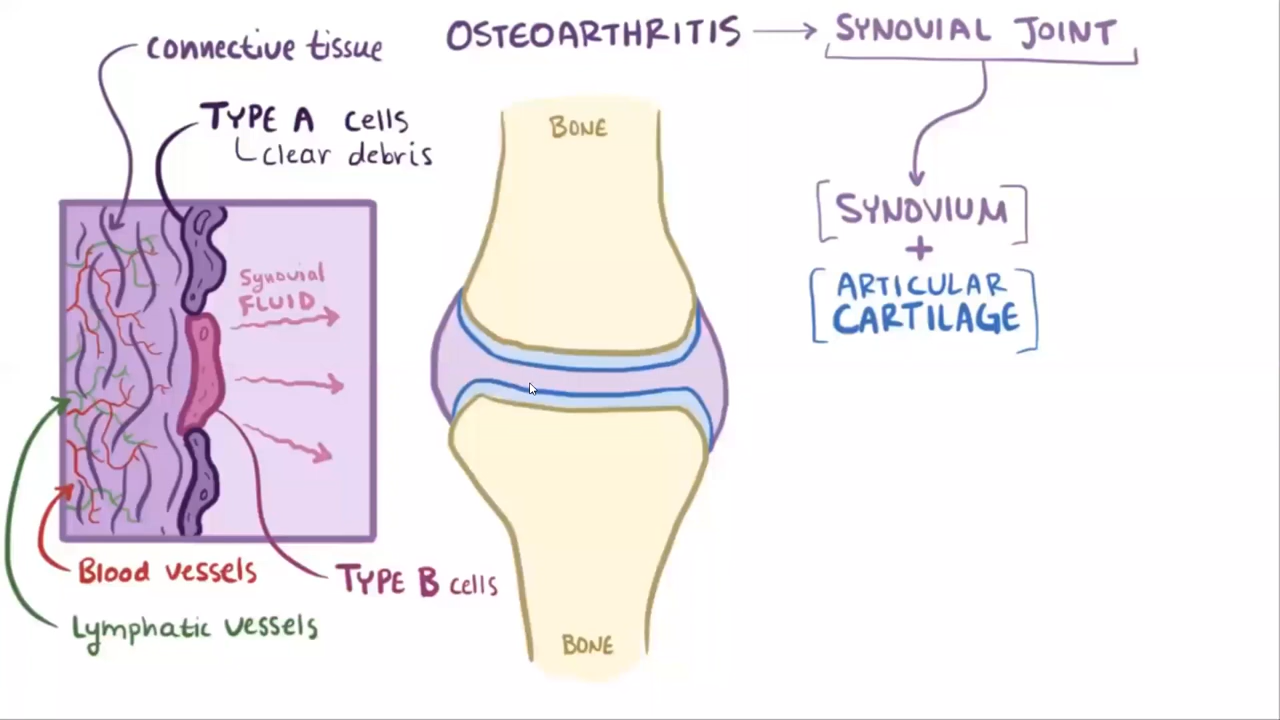 OSTEOARTHRITIS → SYNOVIAL JOINT
connective tissue
TYPE A cells
clear debris
BONE
[SYNOVIUM]
+
[ARTICULAR
CARTILAGE]
Synovial
FLUID
Blood vessels
TYPE B cells
Lymphatic vessels
BONE